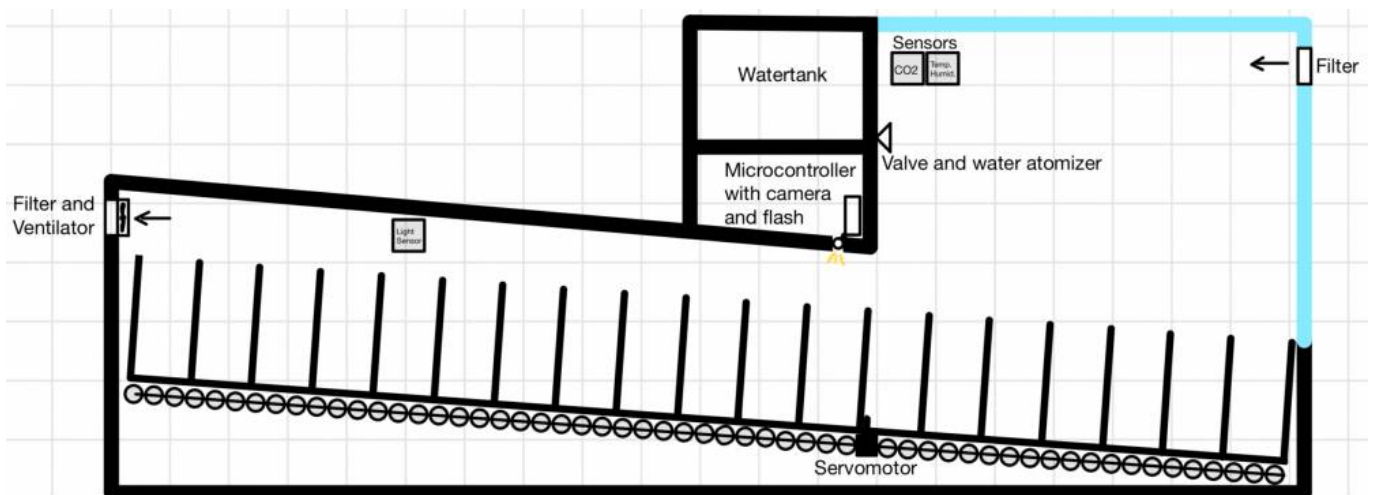 Sensors
CO2
Temp.
Humid.
Filter
Watertank
Valve and water atomizer
Microcontroller
with camera
and flash
Filter and
Ventilator
Light
Sensor
Servomotor